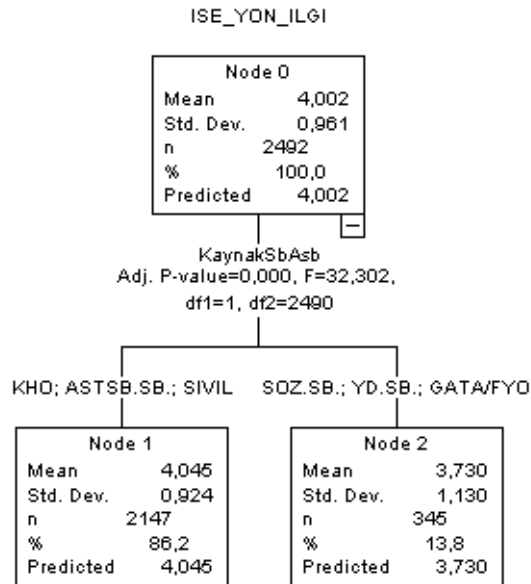 ISE_YON_ILGI
Node 0
Mean 4,002
Std. Dev. 0,961
n 2492
% 100,0
Predicted 4,002
KaynakSbAsb
Adj. P-value=0,000, F=32,302,
df1=1, df2=2490
KHO; ASTSB.SB.; SIVIL
SOZ.SB.; YD.SB.; GATA/FYO
Node 1
Mean 4,045
Std. Dev. 0,924
n 2147
% 86,2
Predicted 4,045
Node 2
Mean 3,730
Std. Dev. 1,130
n 345
% 13,8
Predicted 3,730